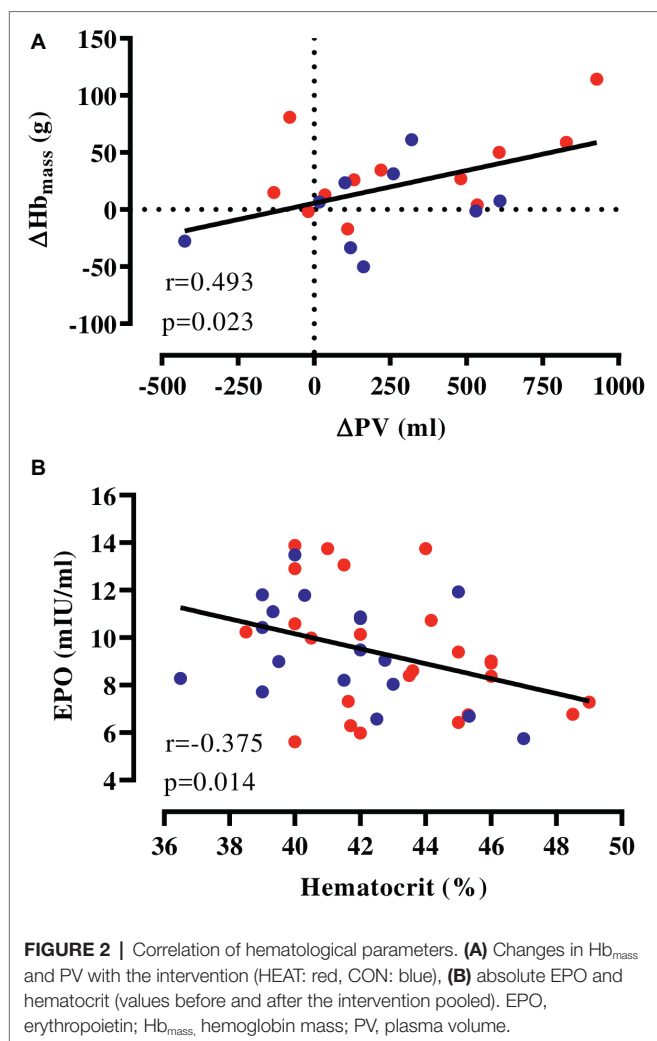 A
150
100
50
0
-50
-100
ΔHbmass (g)
r=0.493
p=0.023
-500 -250 0 250 500 750 1000
ΔPV (ml)
B
16
14
12
10
8
6
4
EPO (mIU/ml)
r=-0.375
p=0.014
36 38 40 42 44 46 48 50
Hematocrit (%)
FIGURE 2 | Correlation of hematological parameters. (A) Changes in Hbmass
and PV with the intervention (HEAT: red, CON: blue), (B) absolute EPO and
hematocrit (values before and after the intervention pooled). EPO,
erythropoietin; Hbmass, hemoglobin mass; PV, plasma volume.